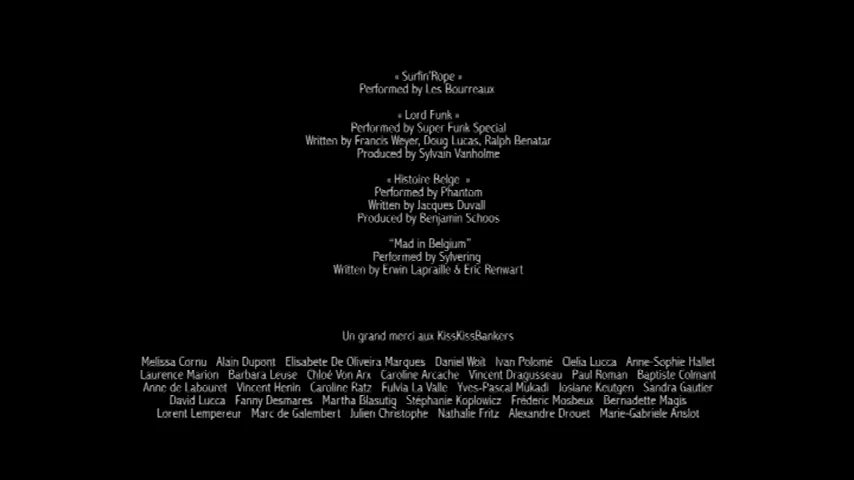 « Surfin'Rope »
Performed by Les Bourreaux
« Lord Funk »
Performed by Super Funk Special
Written by Francis Weyer, Doug Lucas, Ralph Benatar
Produced by Sylvain Vanholme
« Histoire Belge »
Performed by Phantom
Written by Jacques Duvall
Produced by Benjamin Schoos
“Mad in Belgium”
Performed by Sylvering
Written by Erwin Lapraille & Eric Renwart
Un grand merci aux KissKissBankers
Melissa Cornu Alain Dupont Elisabete De Oliveira Marques Daniel Woit Ivan Polomé Clelia Lucca Anne-Sophie Hallet
Laurence Marion Barbara Leuse Chloé Von Arx Caroline Arcache Vincent Dragusseau Paul Roman Baptiste Colmant
Anne de Labouret Vincent Henin Caroline Ratz Fulvia La Valle Yves-Pascal Mukadi Josiane Keutgen Sandra Gautier
David Lucca Fanny Desmares Martha Blasutig Stéphanie Koplowicz Fréderic Mosbeux Bernadette Magis
Lorent Lempereur Marc de Galembert Julien Christophe Nathalie Fritz Alexandre Drouet Marie-Gabriele Anslot